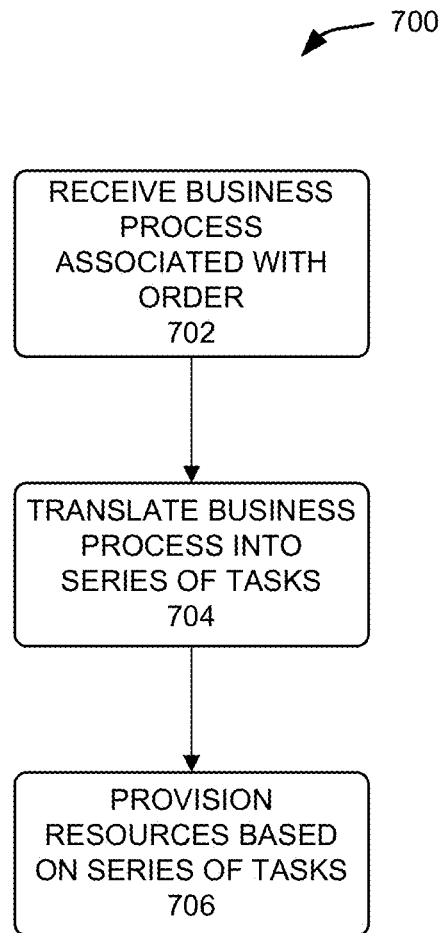 700
RECEIVE BUSINESS
PROCESS
ASSOCIATED WITH
ORDER
702
TRANSLATE BUSINESS
PROCESS INTO
SERIES OF TASKS
704
PROVISION
RESOURCES BASED
ON SERIES OF TASKS
706